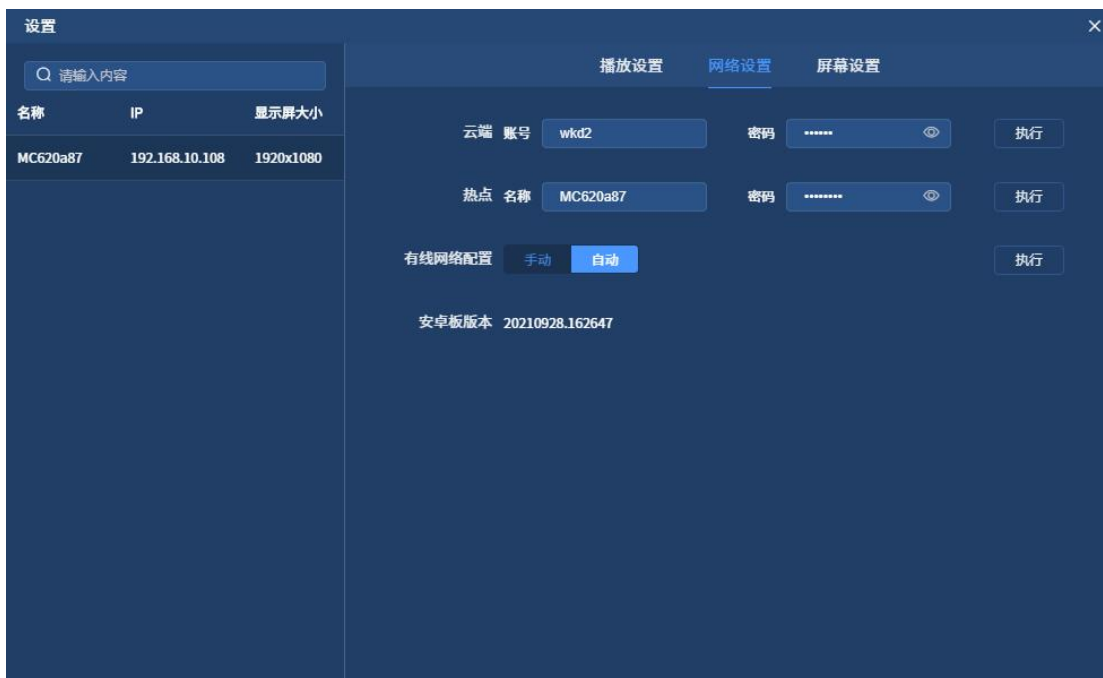 设置
请输入内容
名称 IP 显示屏大小
MC620a87 192.168.10.108 1920x1080
播放设置 网络设置 屏幕设置
云端 账号 wkd2 密码 •••••• 执行
热点 名称 MC620a87 密码 •••••••• 执行
有线网络配置 手动 自动 执行
安卓板版本 20210928.162647